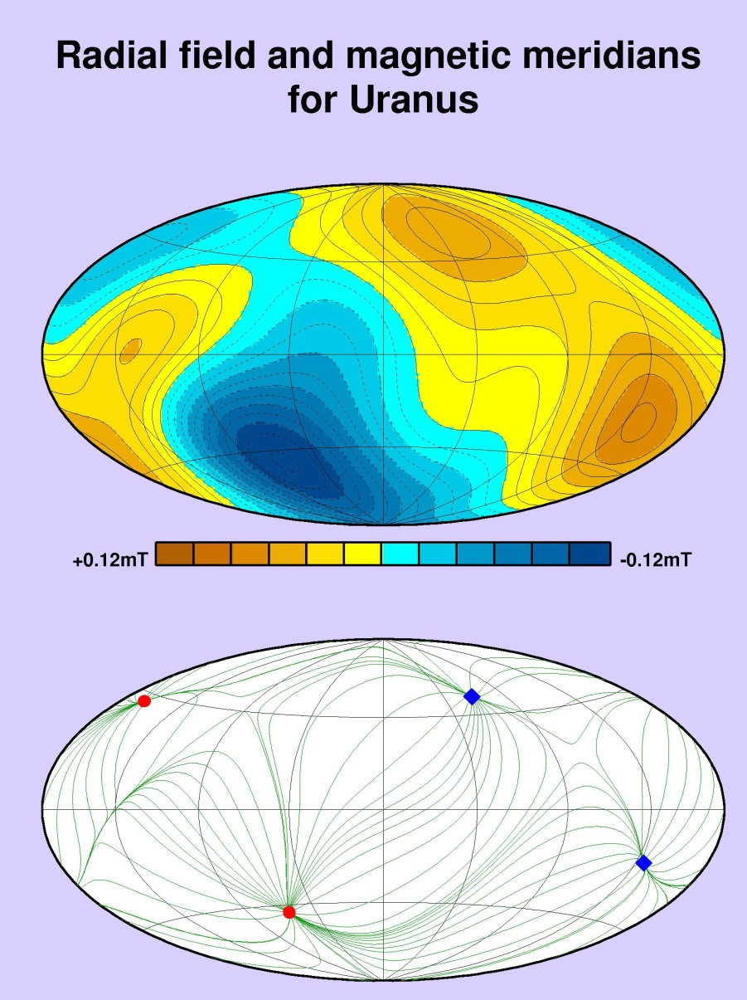 Radial field and magnetic meridians
for Uranus
+0.12mT
-0.12mT